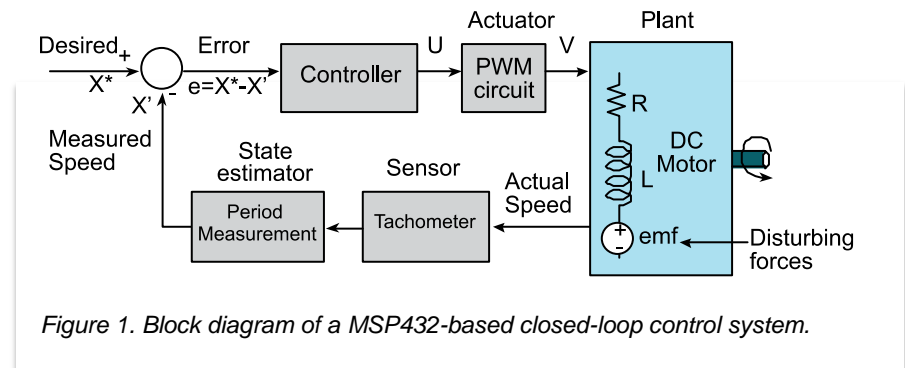 Desired
+
X*
X’
-
Error
e=X*-X’
Controller
U
Actuator
PWM
circuit
V
Plant
R
L
+
-
emf
DC
Motor
Disturbing
forces
Actual
Speed
Sensor
Tachometer
State
estimator
Period
Measurement
Measured
Speed
Figure 1. Block diagram of a MSP432-based closed-loop control system.